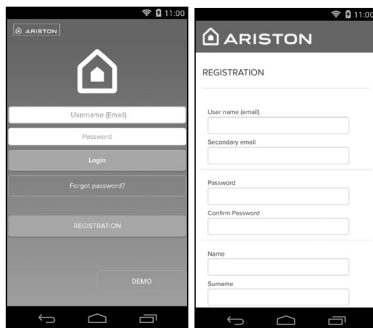 11:00
ARISTON
Username (Email)
Password
Login
Forgot password?
REGISTRATION
DEMO
11:00
ARISTON
REGISTRATION
User name (email)
Secondary email
Password
Confirm Password
Name
Surname